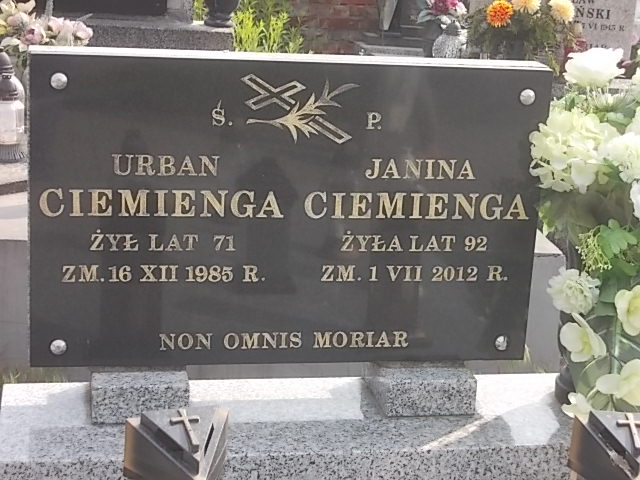 Ś. P.
URBAN
CIEMIENGA
ŻYŁ LAT 71
ZM. 16 XII 1985 R.
JANINA
CIEMIENGA
ŻYŁA LAT 92
ZM. 1 VII 2012 R.
NON OMNIS MORIAR